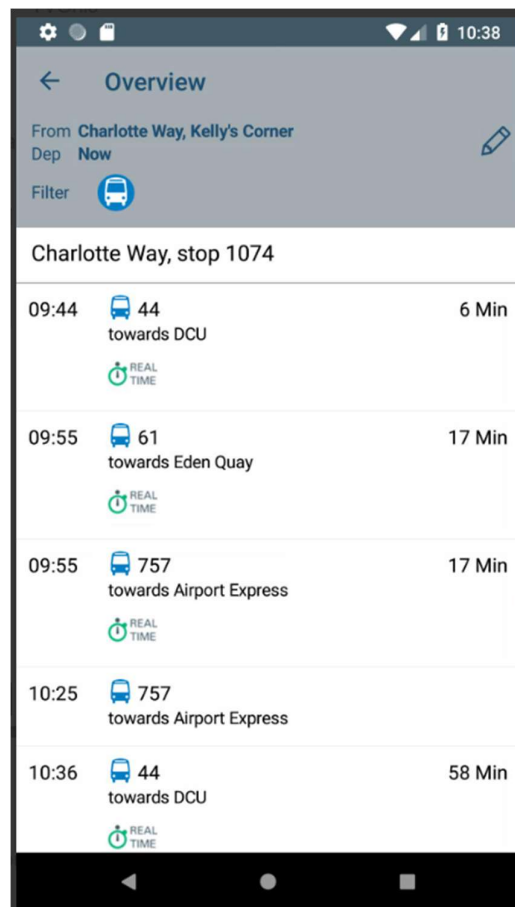 10:38
Overview
From Charlotte Way, Kelly's Corner
Dep Now
Filter
Charlotte Way, stop 1074
09:44 44 6 Min
towards DCU
REAL
TIME
09:55 61 17 Min
towards Eden Quay
REAL
TIME
09:55 757 17 Min
towards Airport Express
REAL
TIME
10:25 757
towards Airport Express
10:36 44 58 Min
towards DCU
REAL
TIME